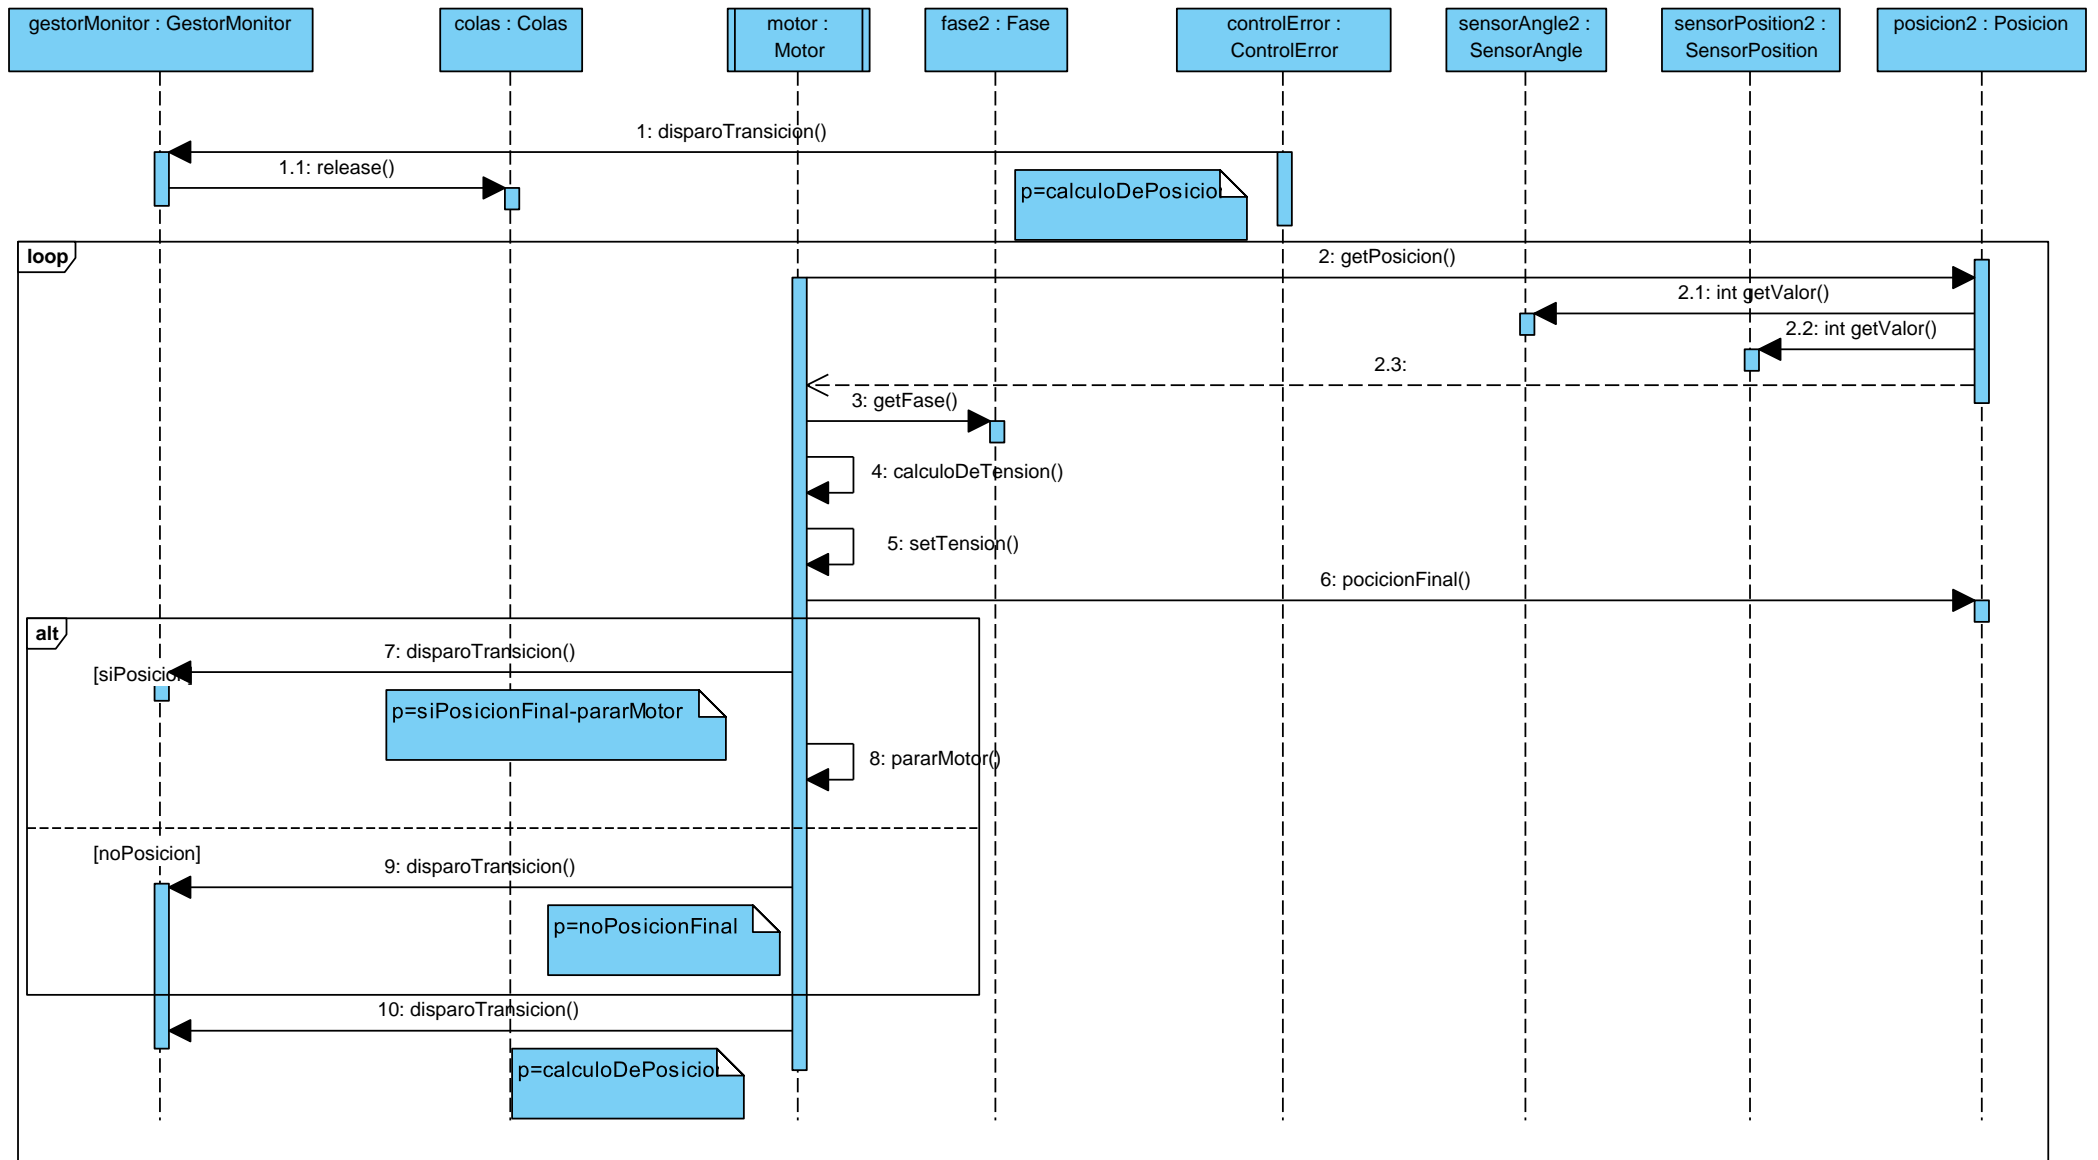 gestorMonitor : GestorMonitor
colas : Colas
motor :
Motor
fase2 : Fase
controlError :
ControlError
sensorAngle2 :
SensorAngle
sensorPosition2 :
SensorPosition
posicion2 : Posicion
1: disparoTransicion()
1.1: release()
p=calculoDePosicio
loop
2: getPosicion()
2.1: int getValor()
2.2: int getValor()
2.3:
3: getFase()
4: calculoDeTension()
5: setTension()
6: pocicionFinal()
alt
7: disparoTransicion()
[siPosicion]
p=siPosicionFinal-pararMotor
8: pararMotor()
[noPosicion]
9: disparoTransicion()
p=noPosicionFinal
10: disparoTransicion()
p=calculoDePosicio